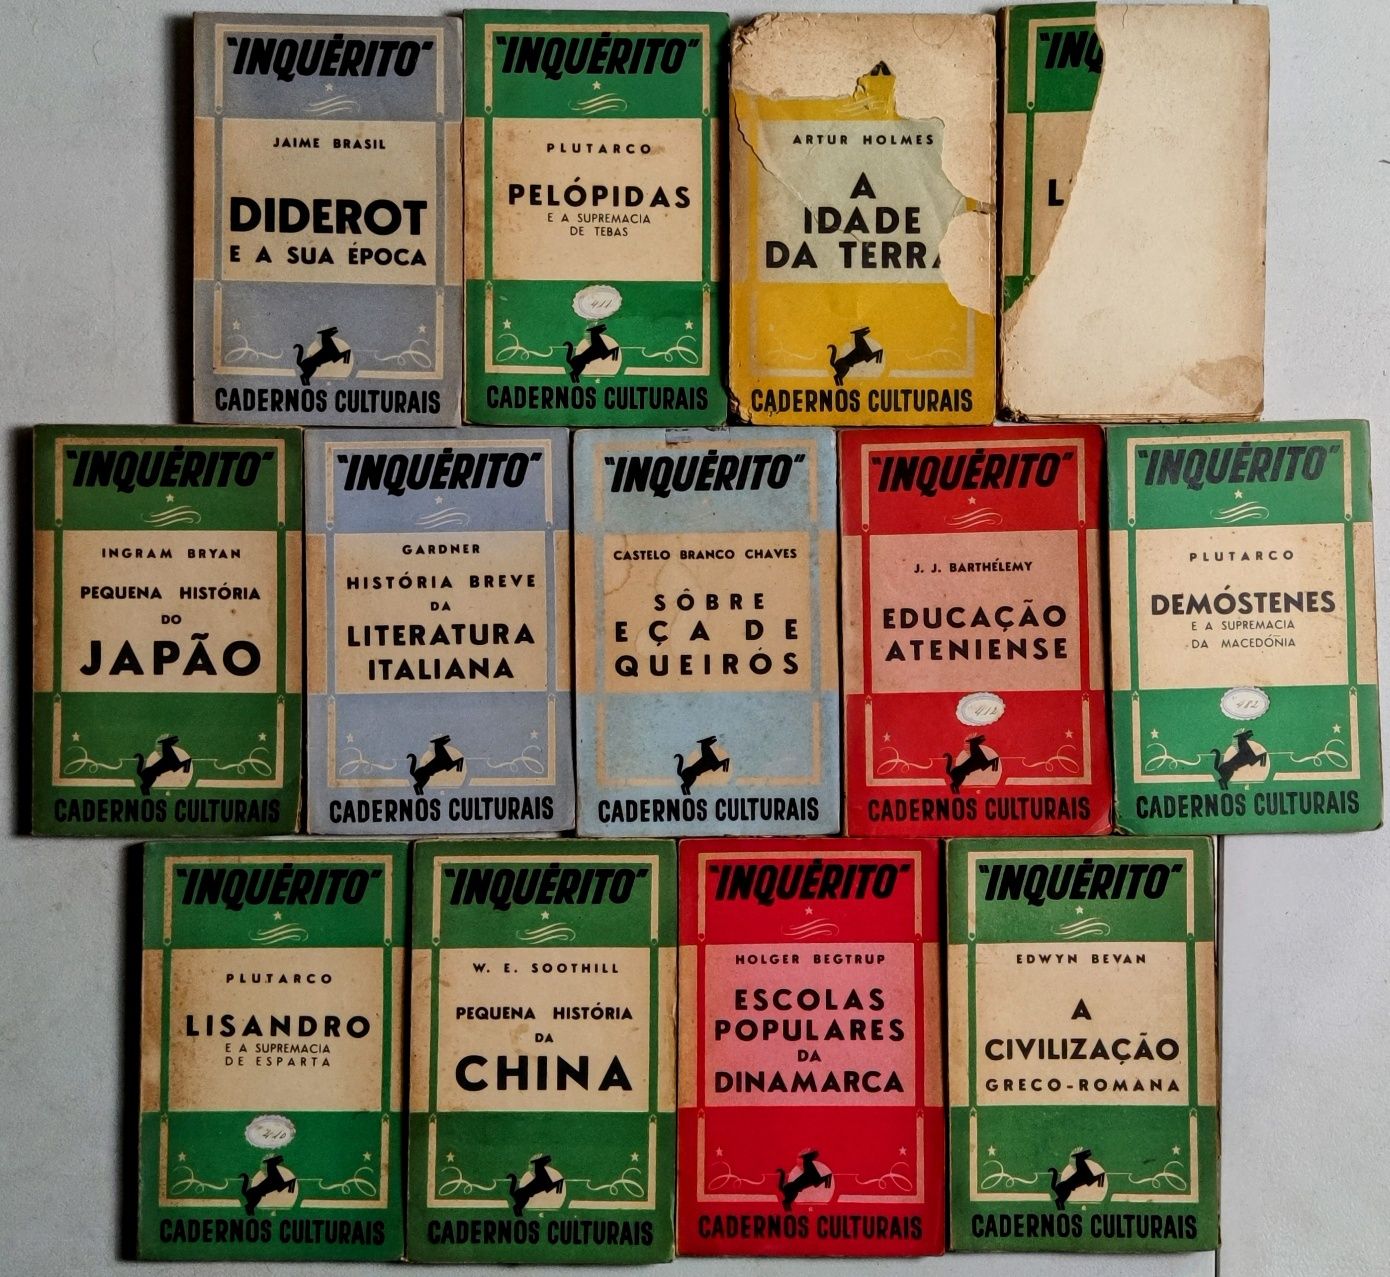 "INQUÉRITO"
JAIME BRASIL
DIDEROT
E A SUA ÉPOCA
CADERNOS CULTURAIS
"INQUÉRITO"
PLUTARCO
PELÓPIDAS
E A SUPREMACIA
DE TEBAS
411
CADERNOS CULTURAIS
ARTUR HOLMES
A
IDADE
DA TERRA
CADERNOS CULTURAIS
"INQ
L
"INQUÉRITO"
INGRAM BRYAN
PEQUENA HISTÓRIA
DO
JAPÃO
CADERNOS CULTURAIS
"INQUÉRITO"
GARDNER
HISTÓRIA BREVE
DA
LITERATURA
ITALIANA
CADERNOS CULTURAIS
"INQUÉRITO"
CASTELO BRANCO CHAVES
SÔBRE
EÇA DE
QUEIRÓS
CADERNOS CULTURAIS
"INQUÉRITO"
J. J. BARTHÉLEMY
EDUCAÇÃO
ATENIENSE
412
CADERNOS CULTURAIS
"INQUÉRITO"
PLUTARCO
DEMÓSTENES
E A SUPREMACIA
DA MACEDÓNIA
482
CADERNOS CULTURAIS
"INQUÉRITO"
PLUTARCO
LISANDRO
E A SUPREMACIA
DE ESPARTA
410
CADERNOS CULTURAIS
"INQUÉRITO"
W. E. SOOTHILL
PEQUENA HISTÓRIA
DA
CHINA
CADERNOS CULTURAIS
"INQUÉRITO"
HOLGER BEGTRUP
ESCOLAS
POPULARES
DA
DINAMARCA
CADERNOS CULTURAIS
"INQUÉRITO"
EDWYN BEVAN
A
CIVILIZAÇÃO
GRECO-ROMANA
CADERNOS CULTURAIS